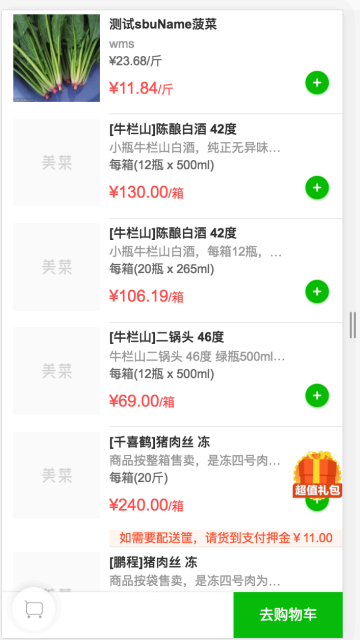 测试sbuName菠菜
wms
¥23.68/斤
¥11.84/斤
美菜
[牛栏山]陈酿白酒 42度
小瓶牛栏山白酒，纯正无异味…
每箱(12瓶 x 500ml)
¥130.00/箱
美菜
[牛栏山]陈酿白酒 42度
小瓶牛栏山白酒，每箱12瓶，…
每箱(20瓶 x 265ml)
¥106.19/箱
美菜
[牛栏山]二锅头 46度
牛栏山二锅头 46度 绿瓶500ml…
每箱(12瓶 x 500ml)
¥69.00/箱
美菜
[千喜鹤]猪肉丝 冻
商品按整箱售卖，是冻四号肉…
每箱(20斤)
¥240.00/箱
超值礼包
如需要配送筐，请货到支付押金￥11.00
美菜
[鹏程]猪肉丝 冻
商品按袋售卖，是冻四号肉为…
去购物车